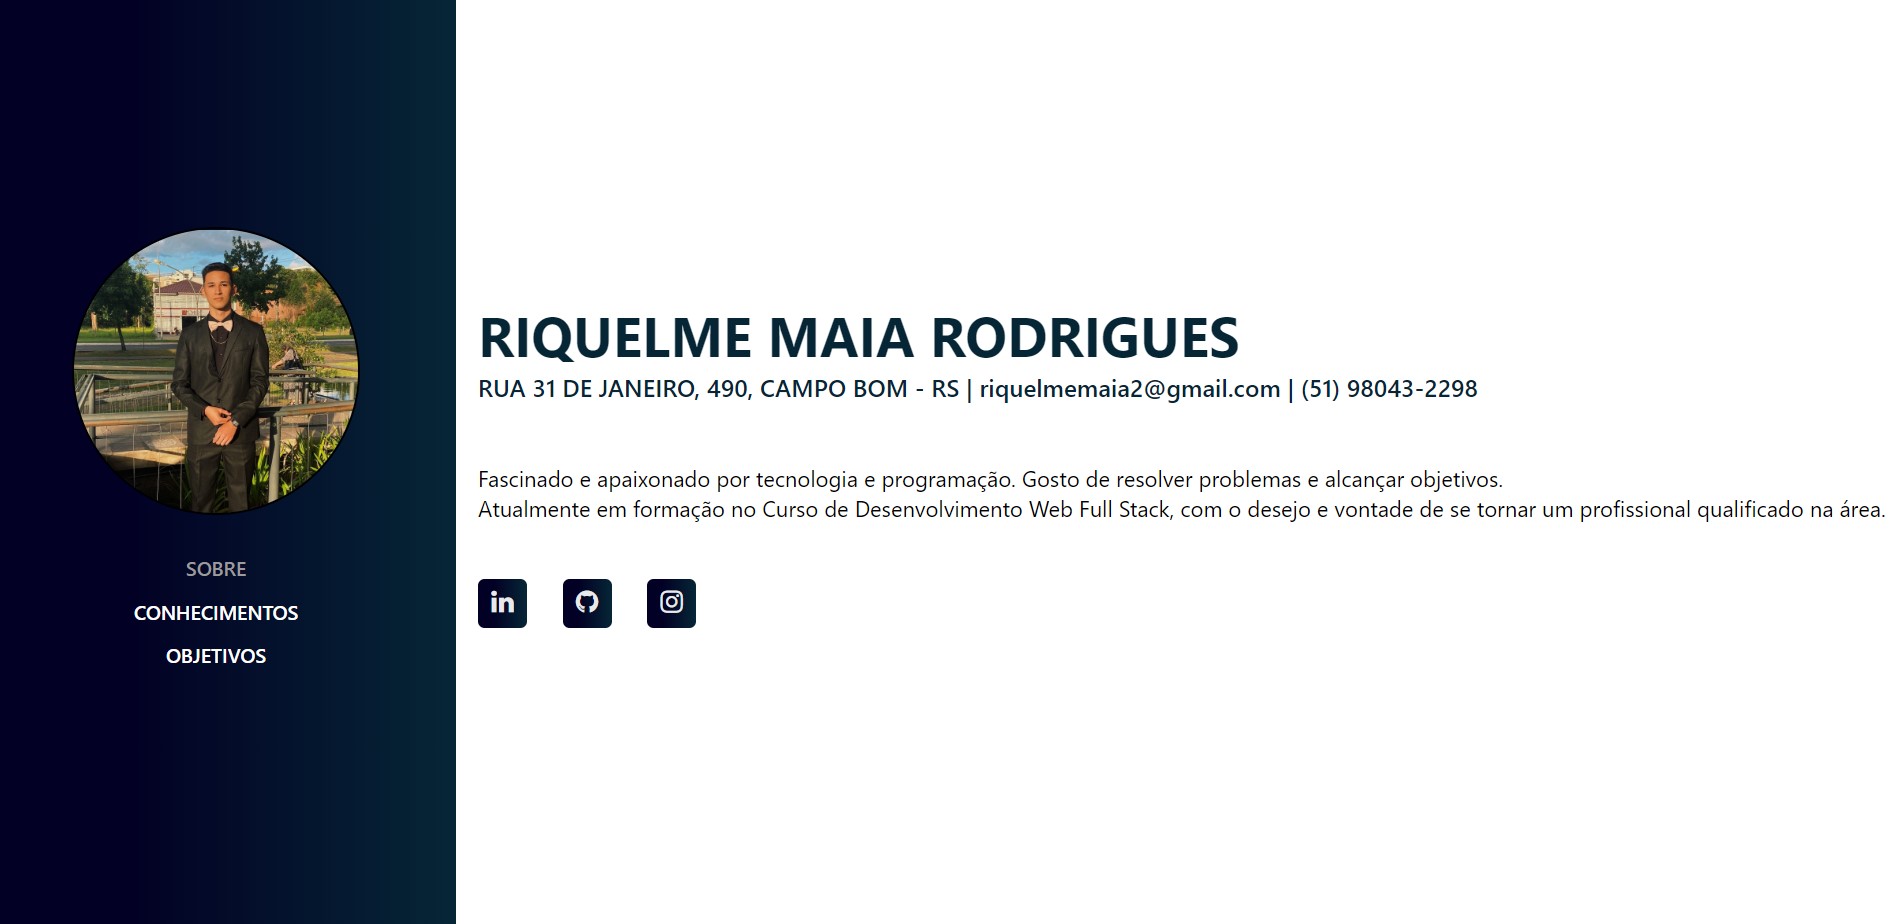 SOBRE
CONHECIMENTOS
OBJETIVOS
RIQUELME MAIA RODRIGUES
RUA 31 DE JANEIRO, 490, CAMPO BOM - RS | riquelmemaia2@gmail.com | (51) 98043-2298
Fascinado e apaixonado por tecnologia e programação. Gosto de resolver problemas e alcançar objetivos.
Atualmente em formação no Curso de Desenvolvimento Web Full Stack, com o desejo e vontade de se tornar um profissional qualificado na área.
in